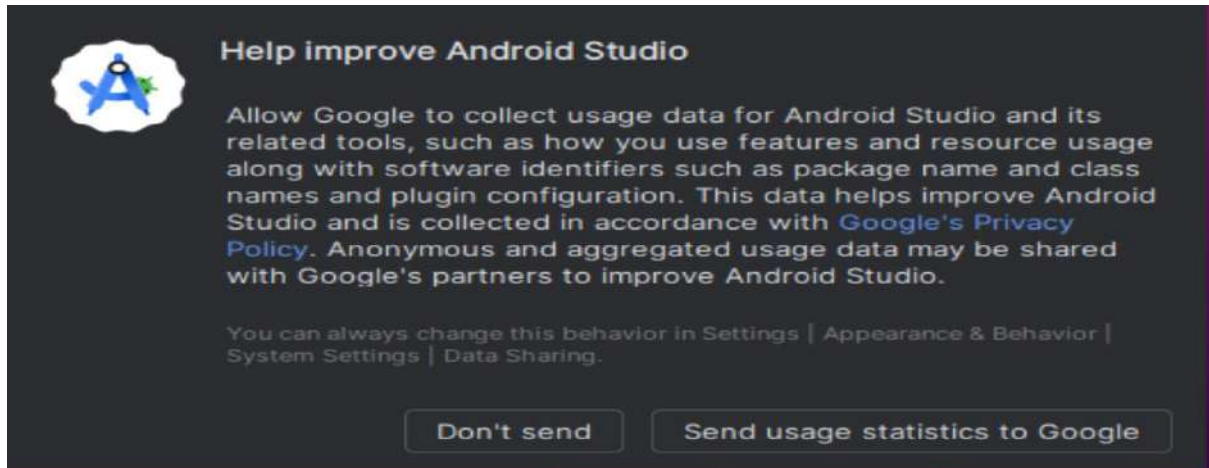 Help improve Android Studio
Allow Google to collect usage data for Android Studio and its
related tools, such as how you use features and resource usage
along with software identifiers such as package name and class
names and plugin configuration. This data helps improve Android
Studio and is collected in accordance with Google's Privacy
Policy. Anonymous and aggregated usage data may be shared
with Google's partners to improve Android Studio.
You can always change this behavior in Settings | Appearance & Behavior |
System Settings | Data Sharing.
Don't send Send usage statistics to Google